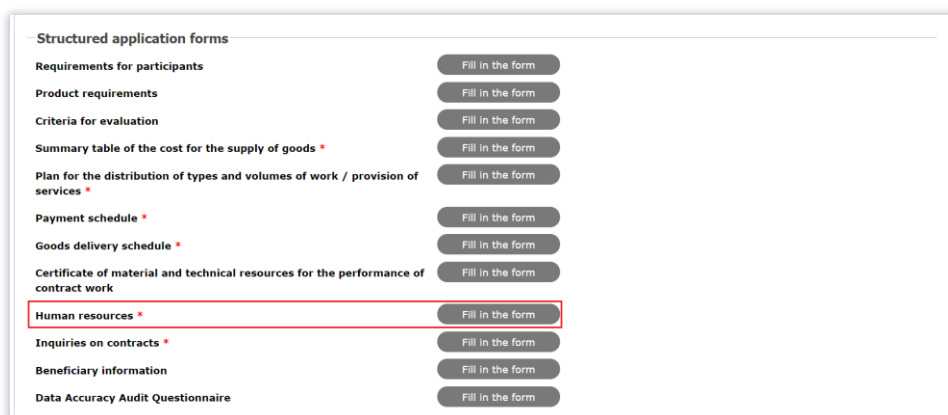 Structured application forms
Requirements for participants Fill in the form
Product requirements Fill in the form
Criteria for evaluation Fill in the form
Summary table of the cost for the supply of goods * Fill in the form
Plan for the distribution of types and volumes of work / provision of Fill in the form
services *
Payment schedule * Fill in the form
Goods delivery schedule * Fill in the form
Certificate of material and technical resources for the performance of Fill in the form
contract work
Human resources * Fill in the form
Inquiries on contracts * Fill in the form
Beneficiary information Fill in the form
Data Accuracy Audit Questionnaire Fill in the form